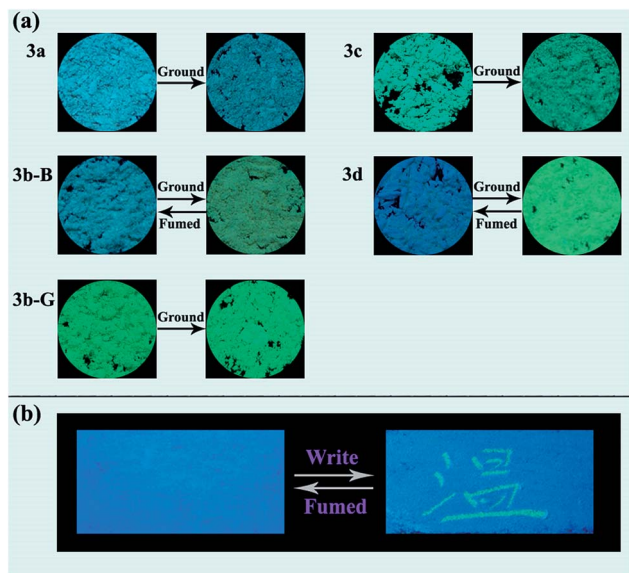 (a)
3a Ground
3c Ground
3b-B Ground
Fumed
3d Ground
Fumed
3b-G Ground
(b)
Write
Fumed
温